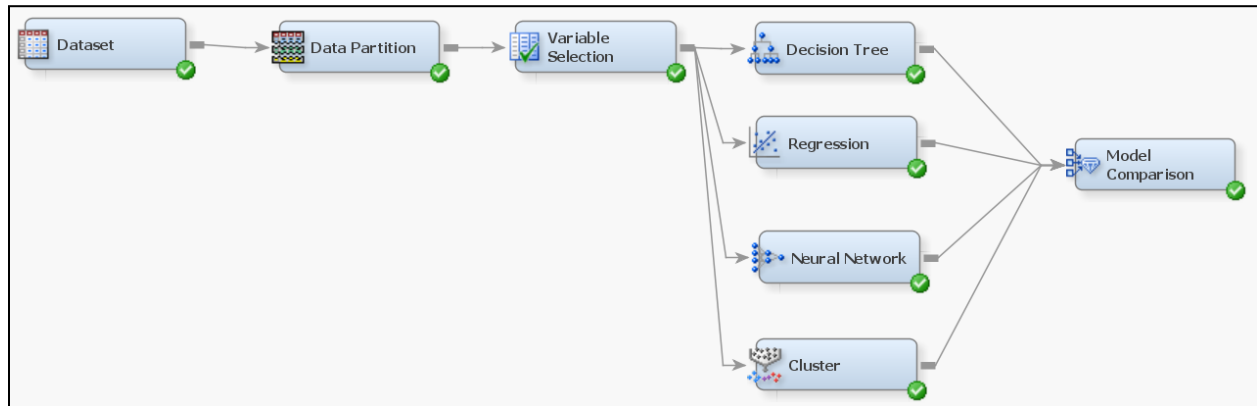 Dataset
Data Partition
Variable
Selection
Decision Tree
Regression
Neural Network
Cluster
Model
Comparison